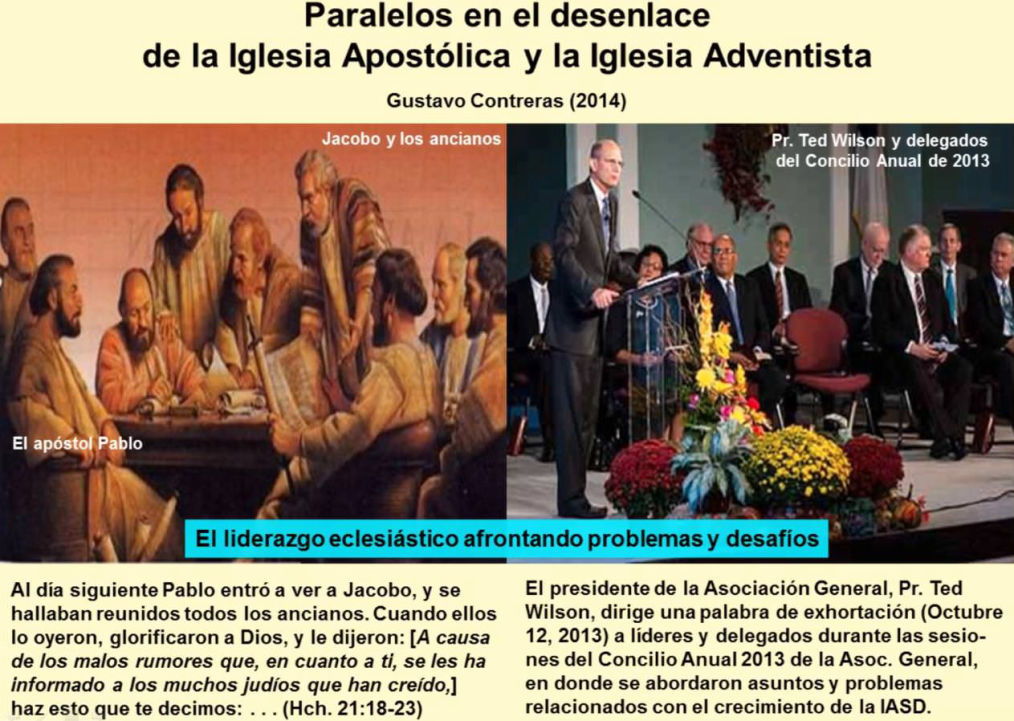 Paralelos en el desenlace
de la Iglesia Apostólica y la Iglesia Adventista
Gustavo Contreras (2014)
Jacobo y los ancianos
El apóstol Pablo
Pr. Ted Wilson y delegados
del Concilio Anual de 2013
El liderazgo eclesiástico afrontando problemas y desafíos
Al día siguiente Pablo entró a ver a Jacobo, y se
hallaban reunidos todos los ancianos. Cuando ellos
lo oyeron, glorificaron a Dios, y le dijeron: [A causa
de los malos rumores que, en cuanto a ti, se les ha
informado a los muchos judíos que han creído,]
haz esto que te decimos: . . . (Hch. 21:18-23)
El presidente de la Asociación General, Pr. Ted
Wilson, dirige una palabra de exhortación (Octubre
12, 2013) a líderes y delegados durante las sesio-
nes del Concilio Anual 2013 de la Asoc. General,
en donde se abordaron asuntos y problemas
relacionados con el crecimiento de la IASD.